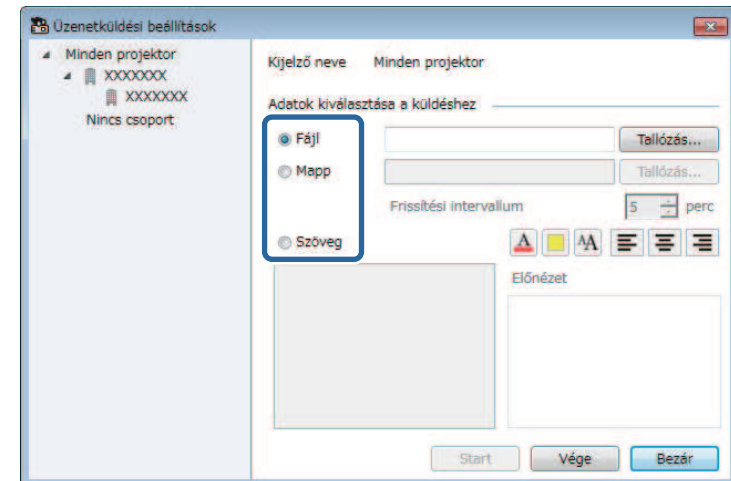 Üzenetküldési beállítások
Minden projektor
XXXXXXX
XXXXXXX
Nincs csoport
Kijelző neve Minden projektor
Adatok kiválasztása a küldéshez
Fájl Tallózás...
Mapp Tallózás...
Frissítési intervallum 5 perc
Szöveg A AA
Előnézet
Start Vége Bezár